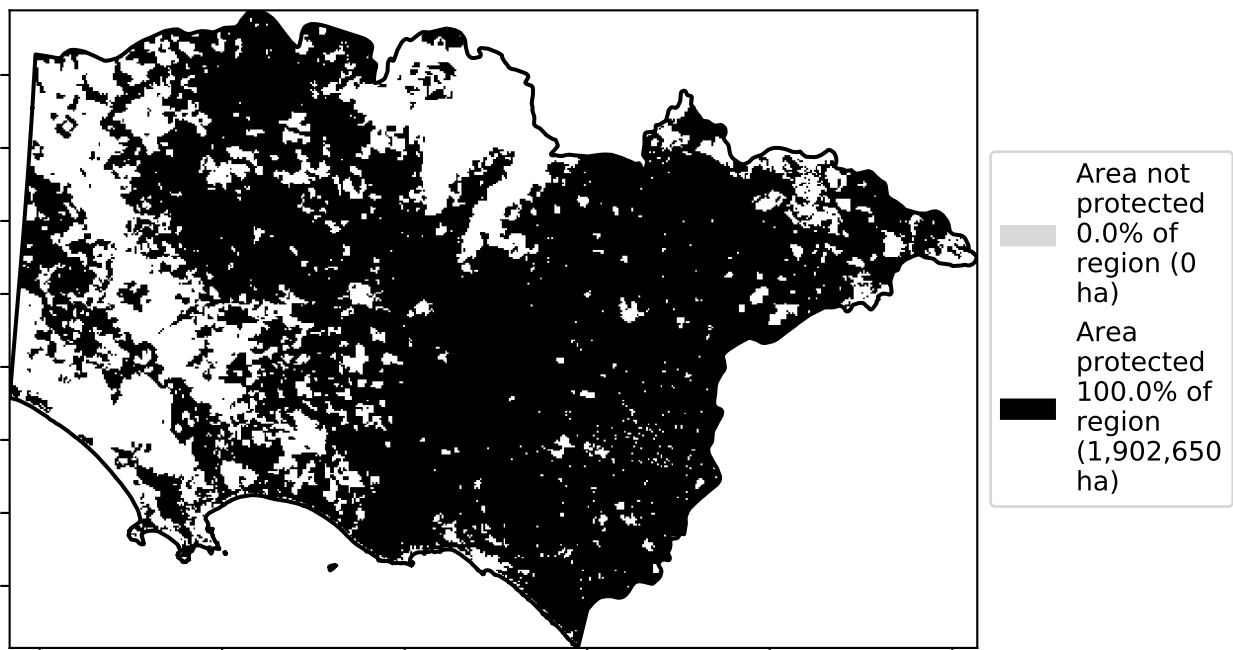 Area not
protected
0.0% of
region (0
ha)
Area
protected
100.0% of
region
(1,902,650
ha)